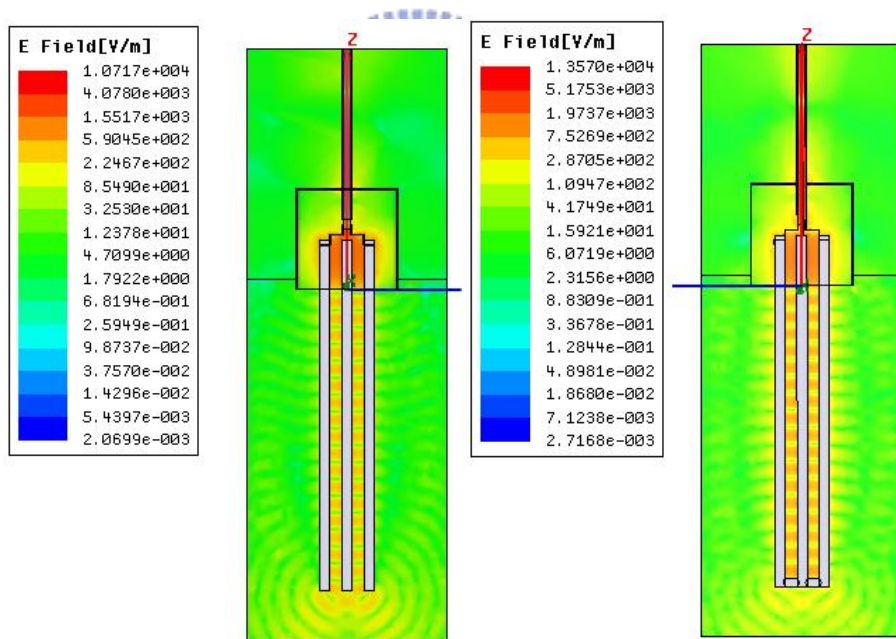 E Field[V/m]
1.0717e+004
4.0780e+003
1.5517e+003
5.9045e+002
2.2467e+002
8.5490e+001
3.2530e+001
1.2378e+001
4.7099e+000
1.7922e+000
6.8194e-001
2.5949e-001
9.8737e-002
3.7570e-002
1.4296e-002
5.4397e-003
2.0699e-003
Z
E Field[V/m]
1.3570e+004
5.1753e+003
1.9737e+003
7.5269e+002
2.8705e+002
1.0947e+002
4.1749e+001
1.5921e+001
6.0719e+000
2.3156e+000
8.8309e-001
3.3678e-001
1.2844e-001
4.8981e-002
1.8680e-002
7.1238e-003
2.7168e-003
Z